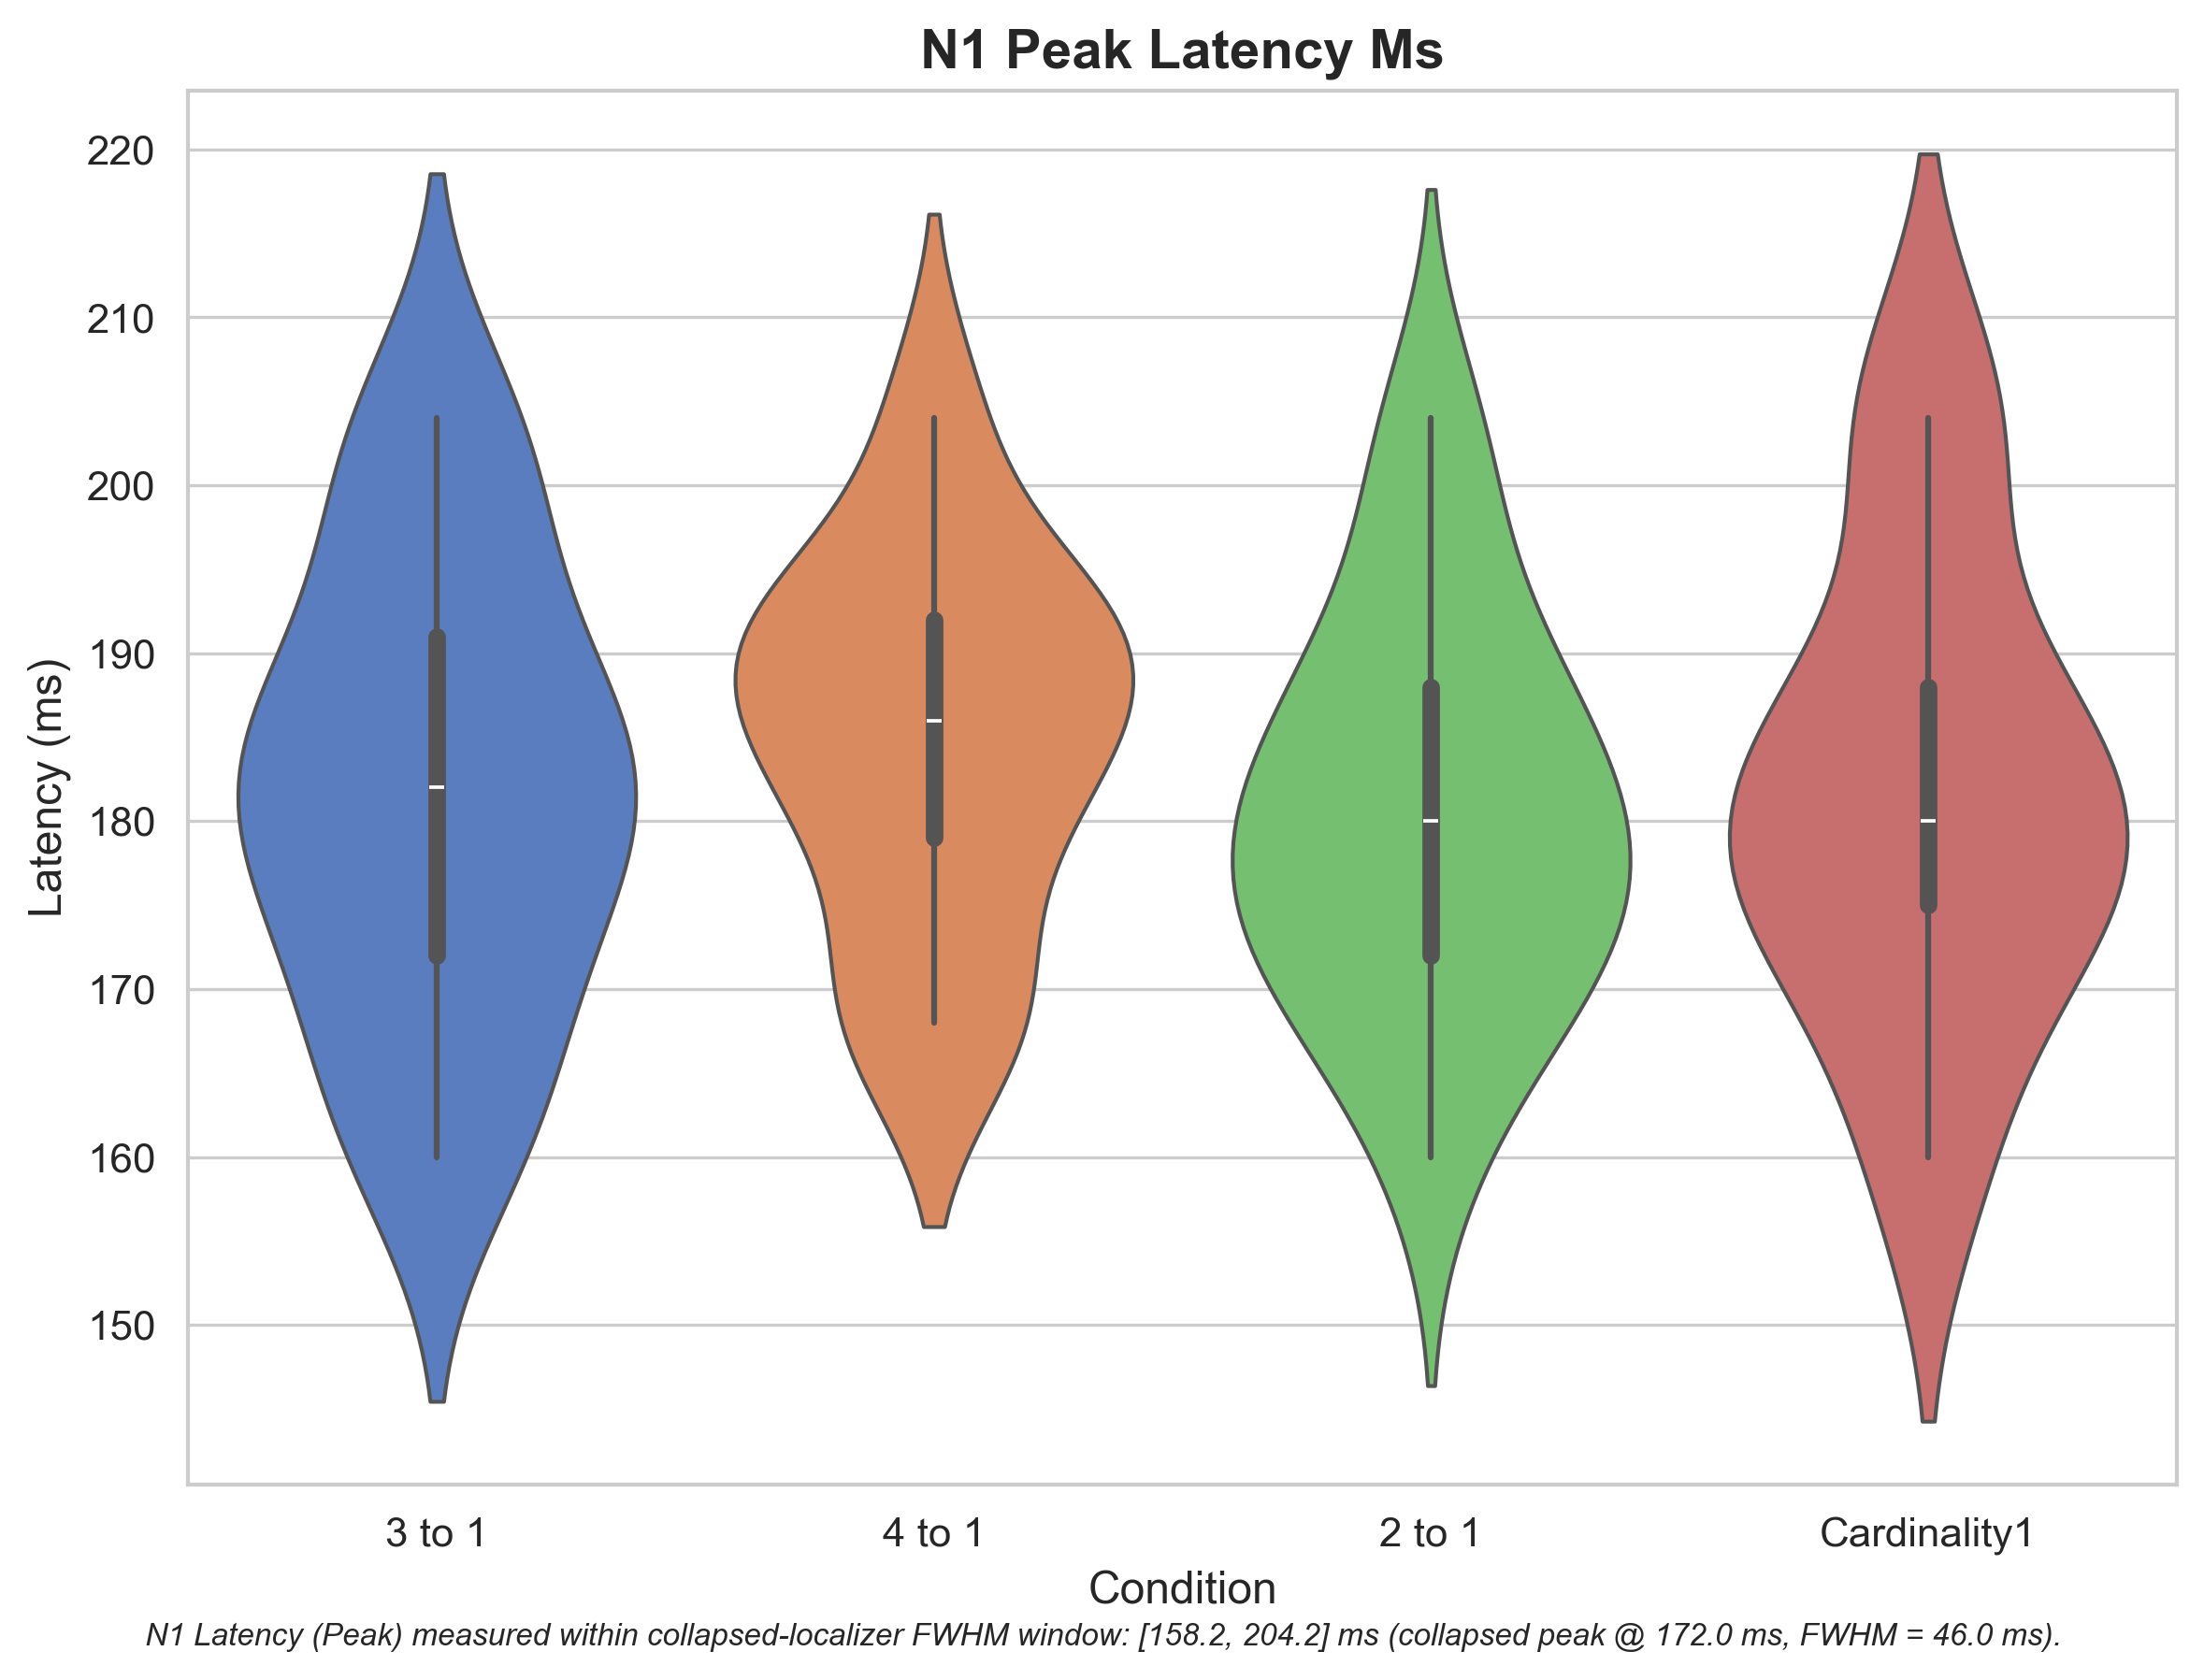 N1 Peak Latency Ms
Latency (ms)
220
210
200
190
180
170
160
150
3 to 1
4 to 1
2 to 1
Cardinality1
Condition
N1 Latency (Peak) measured within collapsed-localizer FWHM window: [158.2, 204.2] ms (collapsed peak @ 172.0 ms, FWHM = 46.0 ms).